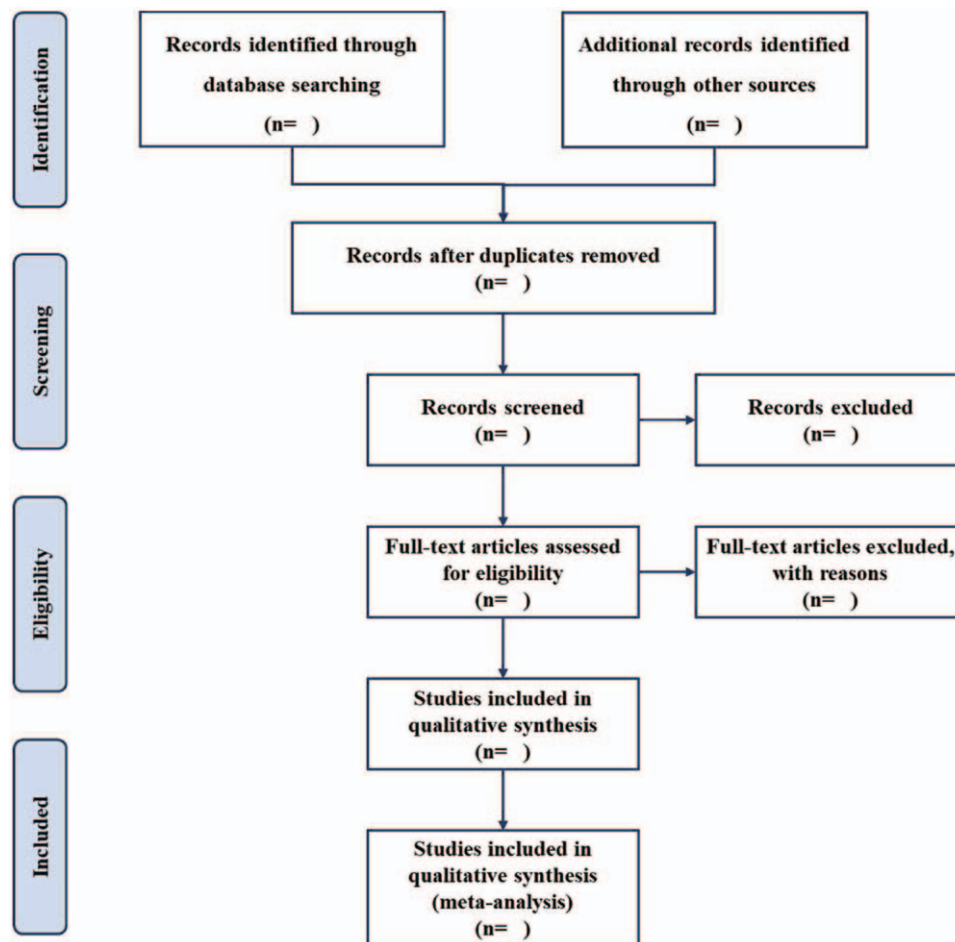 Identification
Records identified through
database searching
(n=  )
Additional records identified
through other sources
(n=  )
Records after duplicates removed
(n=  )
Screening
Records screened
(n=  )
Records excluded
(n=  )
Eligibility
Full-text articles assessed
for eligibility
(n=  )
Full-text articles excluded,
with reasons
(n=  )
Studies included in
qualitative synthesis
(n=  )
Included
Studies included in
qualitative synthesis
(meta-analysis)
(n=  )